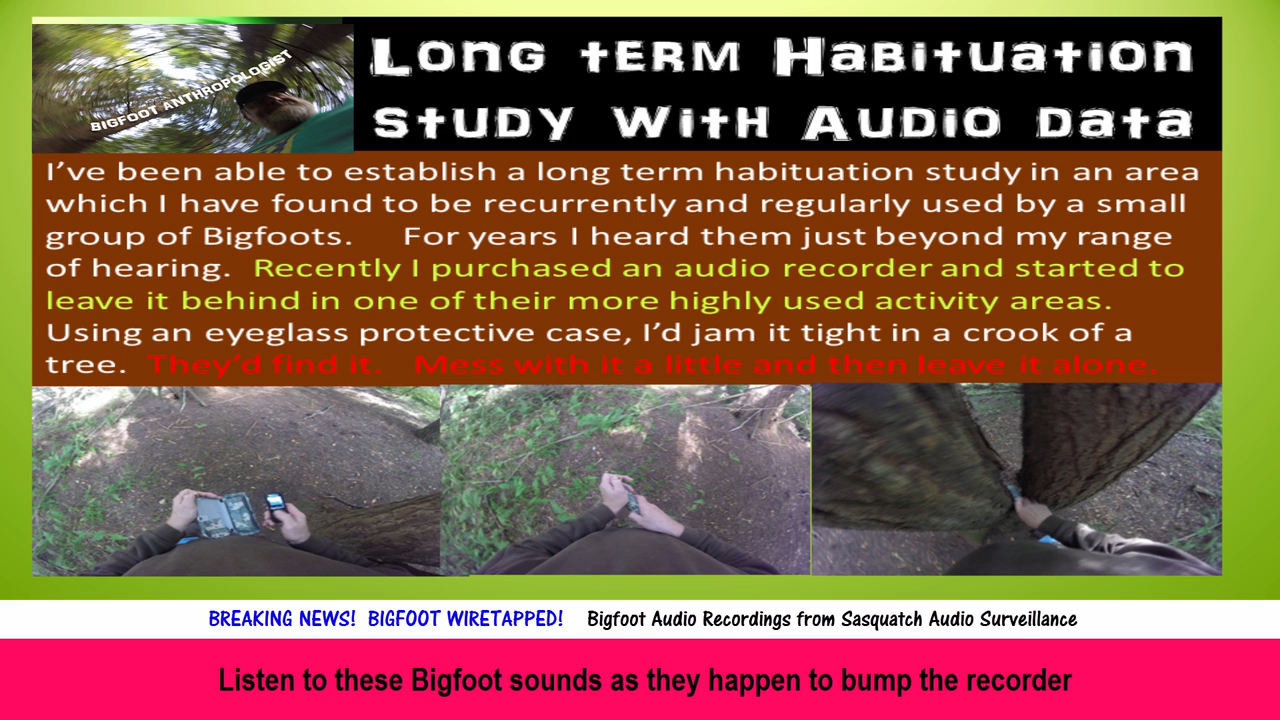 BIGFOOT ANTHROPOLOGIST
Long term Habituation
study with Audio data
I've been able to establish a long term habituation study in an area
which I have found to be recurrently and regularly used by a small
group of Bigfoots. For years I heard them just beyond my range
of hearing. Recently I purchased an audio recorder and started to
leave it behind in one of their more highly used activity areas.
Using an eyeglass protective case, I'd jam it tight in a crook of a
tree. They'd find it. Mess with it a little and then leave it alone.
BREAKING NEWS! BIGFOOT WIRETAPPED! Bigfoot Audio Recordings from Sasquatch Audio Surveillance
Listen to these Bigfoot sounds as they happen to bump the recorder